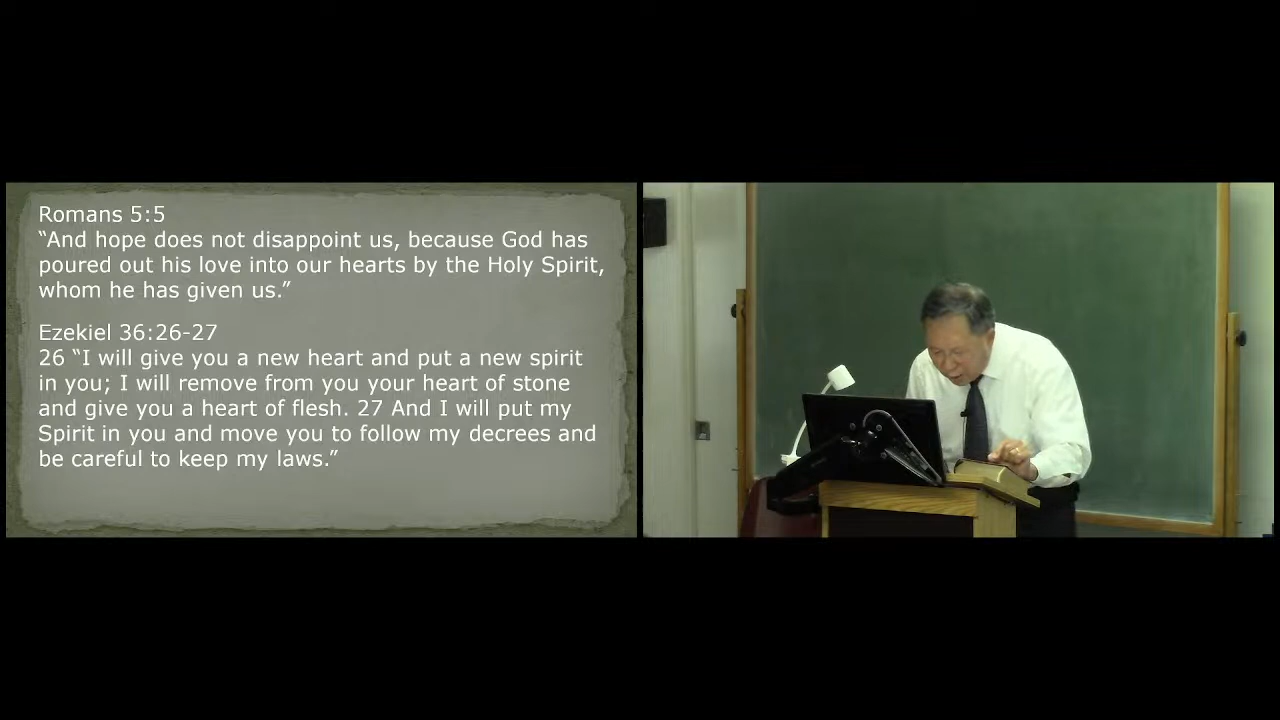 Romans 5:5
“And hope does not disappoint us, because God has
poured out his love into our hearts by the Holy Spirit,
whom he has given us.”
Ezekiel 36:26-27
26 “I will give you a new heart and put a new spirit
in you; I will remove from you your heart of stone
and give you a heart of flesh. 27 And I will put my
Spirit in you and move you to follow my decrees and
be careful to keep my laws.”